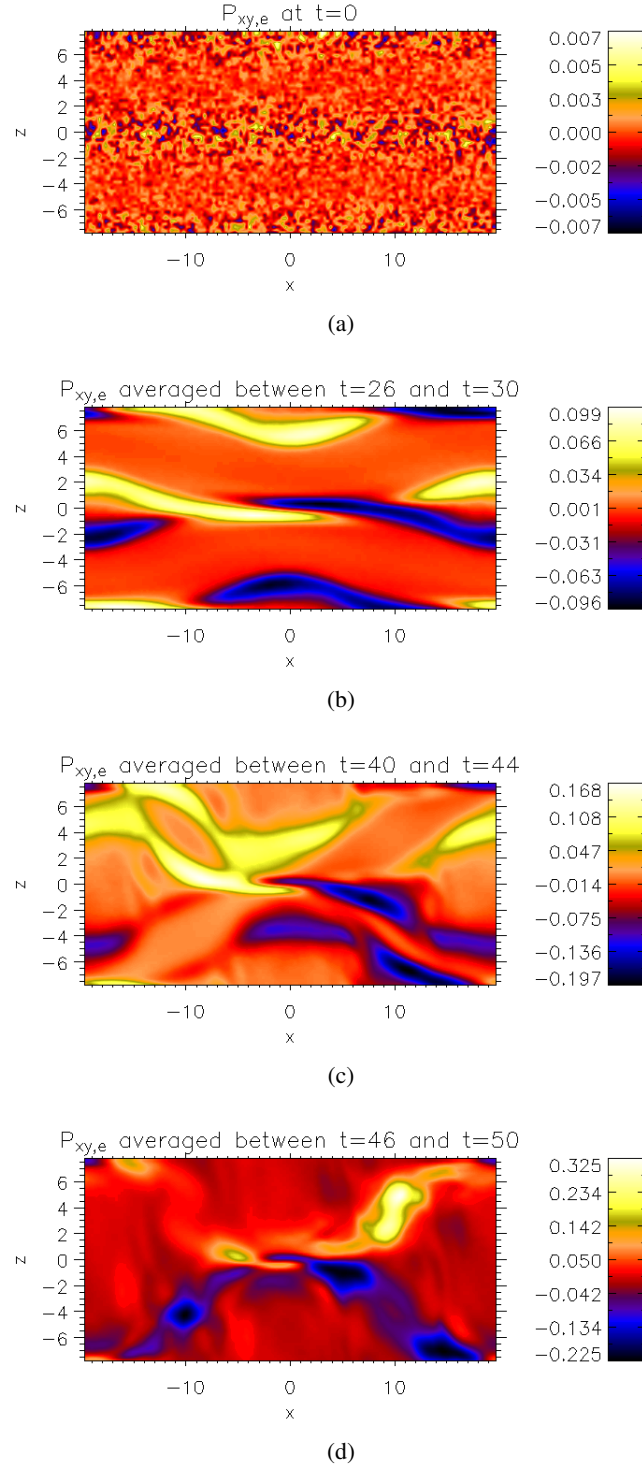 P_xy,e at t=0
0.007
0.005
0.003
0.000
−0.002
−0.005
−0.007
6
4
2
0
−2
−4
−6
z
−10 0 10
x
(a)
P_xy,e averaged between t=26 and t=30
0.099
0.066
0.034
0.001
−0.031
−0.063
−0.096
6
4
2
0
−2
−4
−6
z
−10 0 10
x
(b)
P_xy,e averaged between t=40 and t=44
0.168
0.108
0.047
−0.014
−0.075
−0.136
−0.197
6
4
2
0
−2
−4
−6
z
−10 0 10
x
(c)
P_xy,e averaged between t=46 and t=50
0.325
0.234
0.142
0.050
−0.042
−0.134
−0.225
6
4
2
0
−2
−4
−6
z
−10 0 10
x
(d)